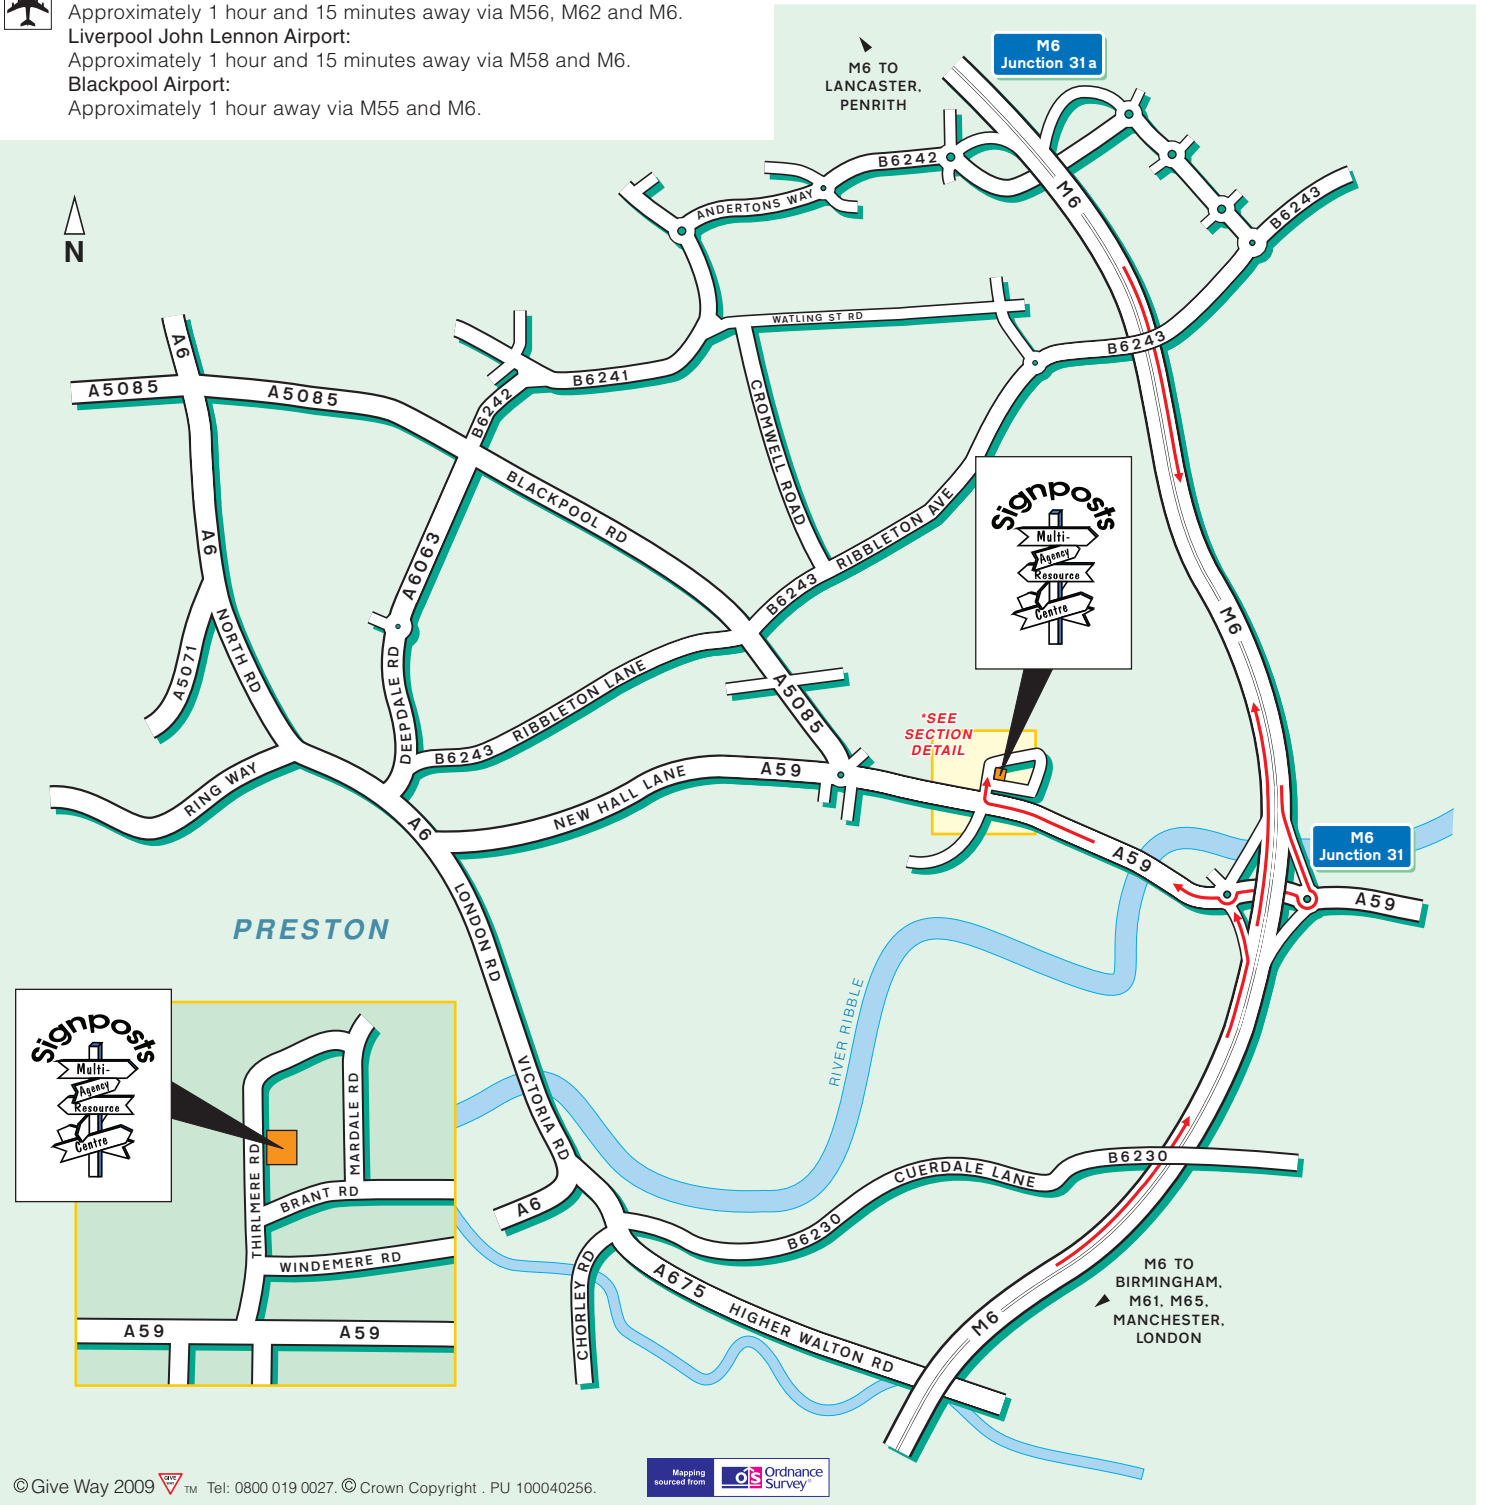 Approximately 1 hour and 15 minutes away via M56, M62 and M6.
Liverpool John Lennon Airport:
Approximately 1 hour and 15 minutes away via M58 and M6.
Blackpool Airport:
Approximately 1 hour away via M55 and M6.
M6
Junction 31a
M6 TO
LANCASTER,
PENRITH
B6242
ANDERTONS WAY
M6
B6243
N
WATLING ST RD
B6243
A6
A5085
A5085
B6241
B6242
CROMWELL ROAD
BLACKPOOL RD
RIBBLETON AVE
Signposts
Multi-
Agency
Resource
Centre
A6
A6063
B6243
M6
NORTH RD
A5071
DEEPDALE RD
RIBBLETON LANE
B6243
A5085
*SEE
SECTION
DETAIL
RING WAY
A6
NEW HALL LANE
A59
A59
M6
Junction 31
A59
LONDON RD
PRESTON
RIVER RIBBLE
Signposts
Multi-
Agency
Resource
Centre
MARDALE RD
THIRLMERE RD
BRANT RD
WINDEMERE RD
A59
A59
VICTORIA RD
A6
CUERDALE LANE
B6230
B6230
CHORLEY RD
A675
HIGHER WALTON RD
M6
M6 TO
BIRMINGHAM,
M61, M65,
MANCHESTER,
LONDON
© Give Way 2009 GIVE WAY TM Tel: 0800 019 0027. © Crown Copyright . PU 100040256.
Mapping
sourced from
OS Ordnance
Survey®